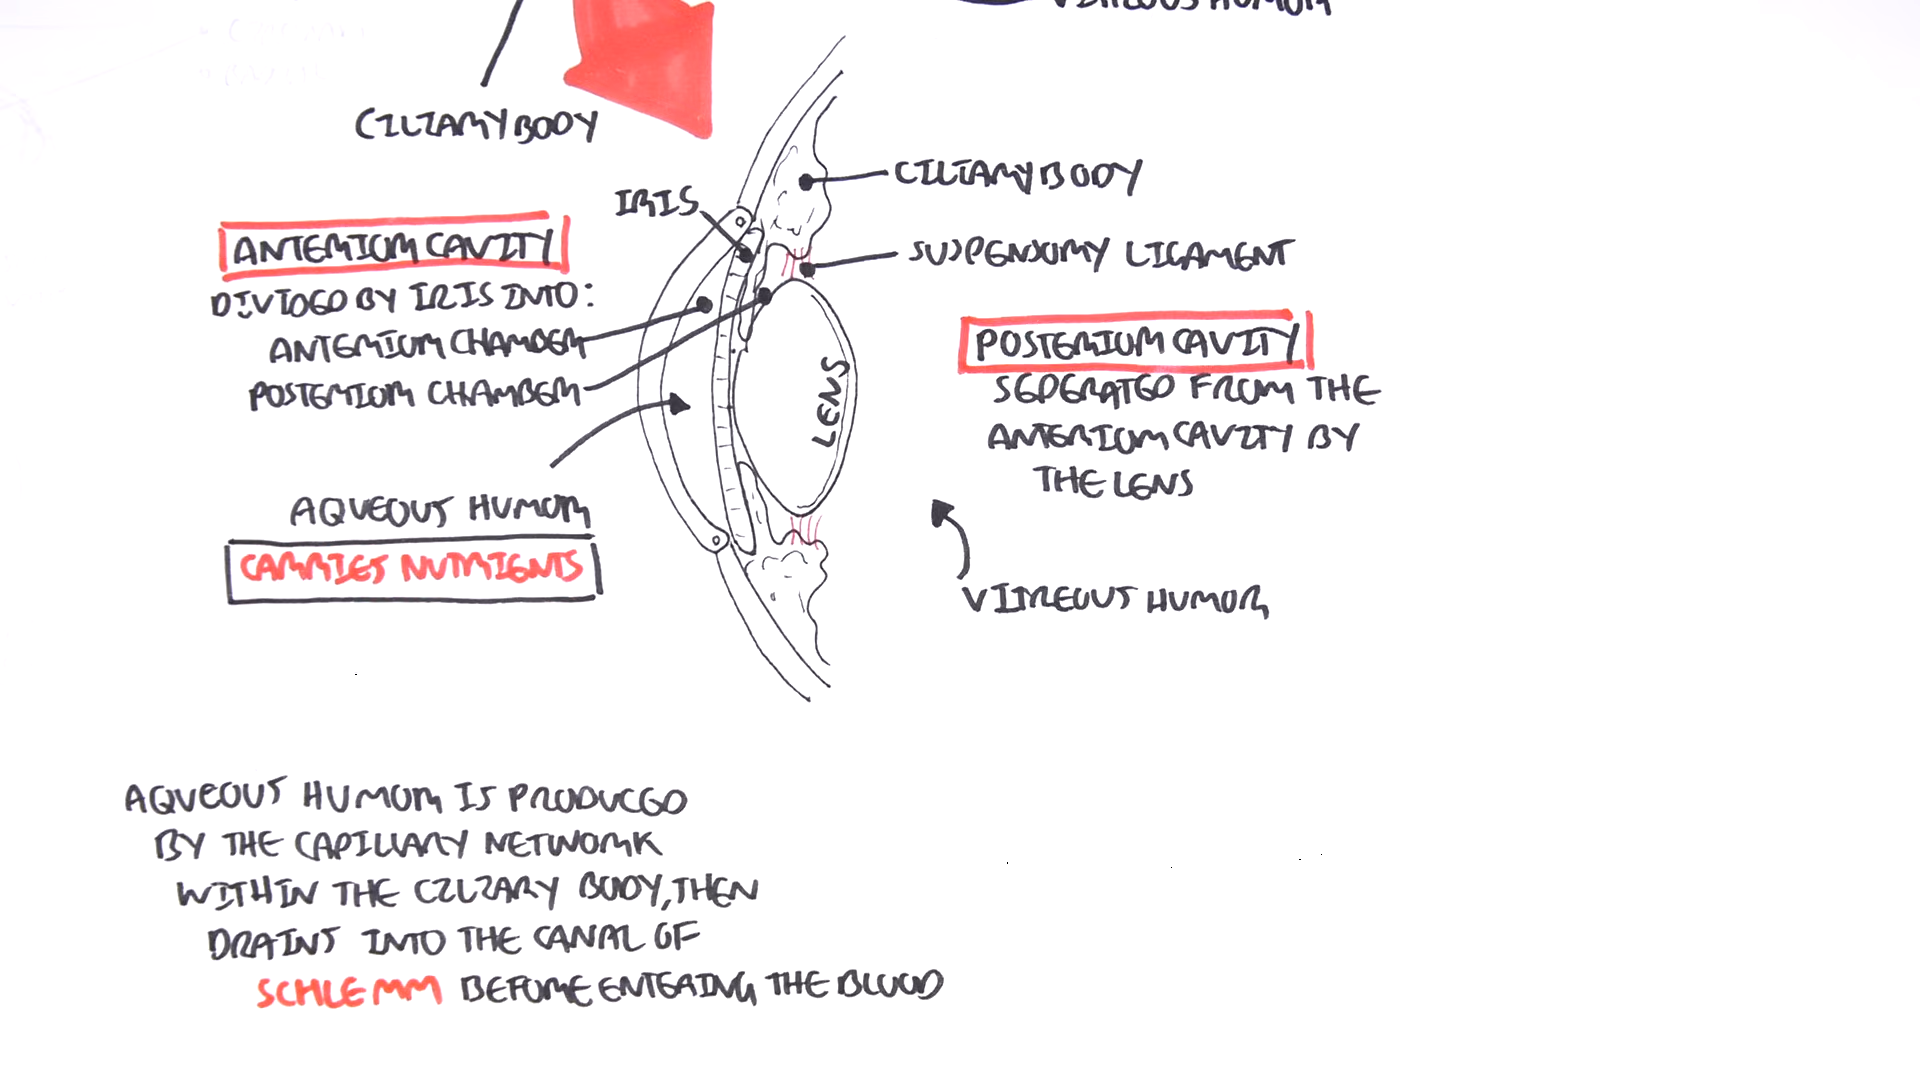 VITREOUS HUMOR
CILIARY BODY
CILIARY BODY
IRIS
SUSPENSORY LIGAMENT
ANTERIOR CAVITY
DIVIDED BY IRIS INTO:
ANTERIOR CHAMBER
POSTERIOR CHAMBER
LENS
POSTERIOR CAVITY
SEPERATED FROM THE
ANTERIOR CAVITY BY
THE LENS
AQUEOUS HUMOR
CARRIES NUTRIENTS
VITREOUS HUMOR
AQUEOUS HUMOR IS PRODUCED
BY THE CAPILLARY NETWORK
WITHIN THE CILIARY BODY, THEN
DRAINS INTO THE CANAL OF
SCHLEMM BEFORE ENTERING THE BLOOD